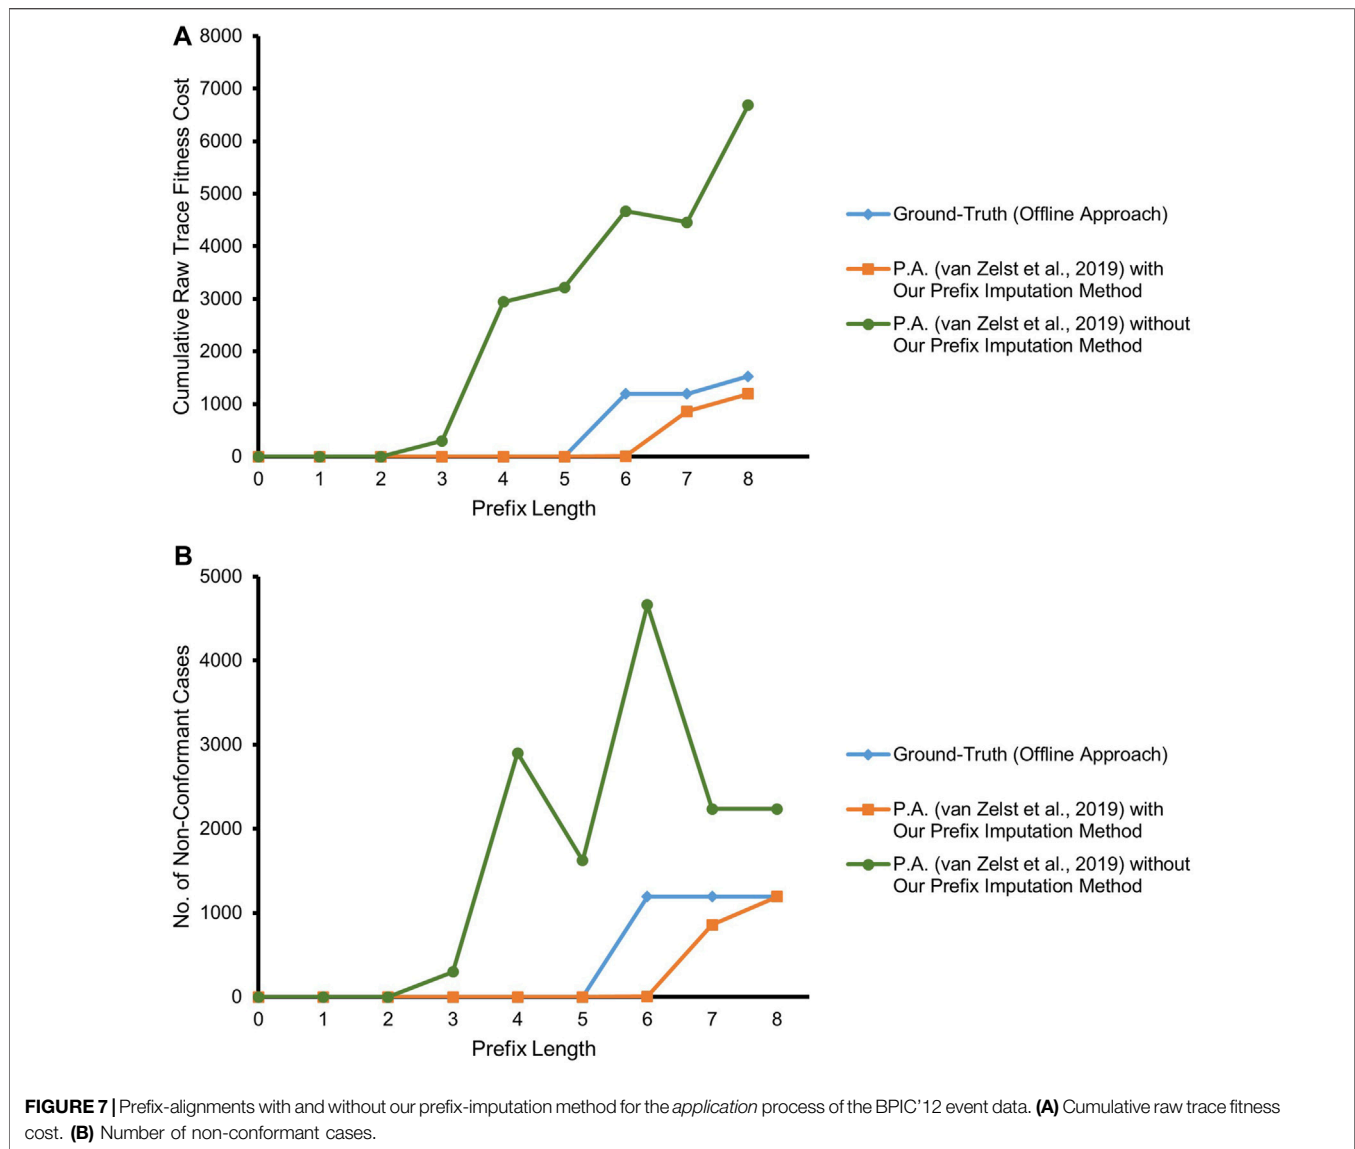 A
8000
7000
6000
5000
4000
3000
2000
1000
0
Cumulative Raw Trace Fitness Cost
0 1 2 3 4 5 6 7 8
Prefix Length
Ground-Truth (Offline Approach)
P.A. (van Zelst et al., 2019) with
Our Prefix Imputation Method
P.A. (van Zelst et al., 2019) without
Our Prefix Imputation Method
B
5000
4000
3000
2000
1000
0
No. of Non-Conformant Cases
0 1 2 3 4 5 6 7 8
Prefix Length
Ground-Truth (Offline Approach)
P.A. (van Zelst et al., 2019) with
Our Prefix Imputation Method
P.A. (van Zelst et al., 2019) without
Our Prefix Imputation Method
FIGURE 7 | Prefix-alignments with and without our prefix-imputation method for the application process of the BPIC’12 event data. (A) Cumulative raw trace fitness
cost. (B) Number of non-conformant cases.